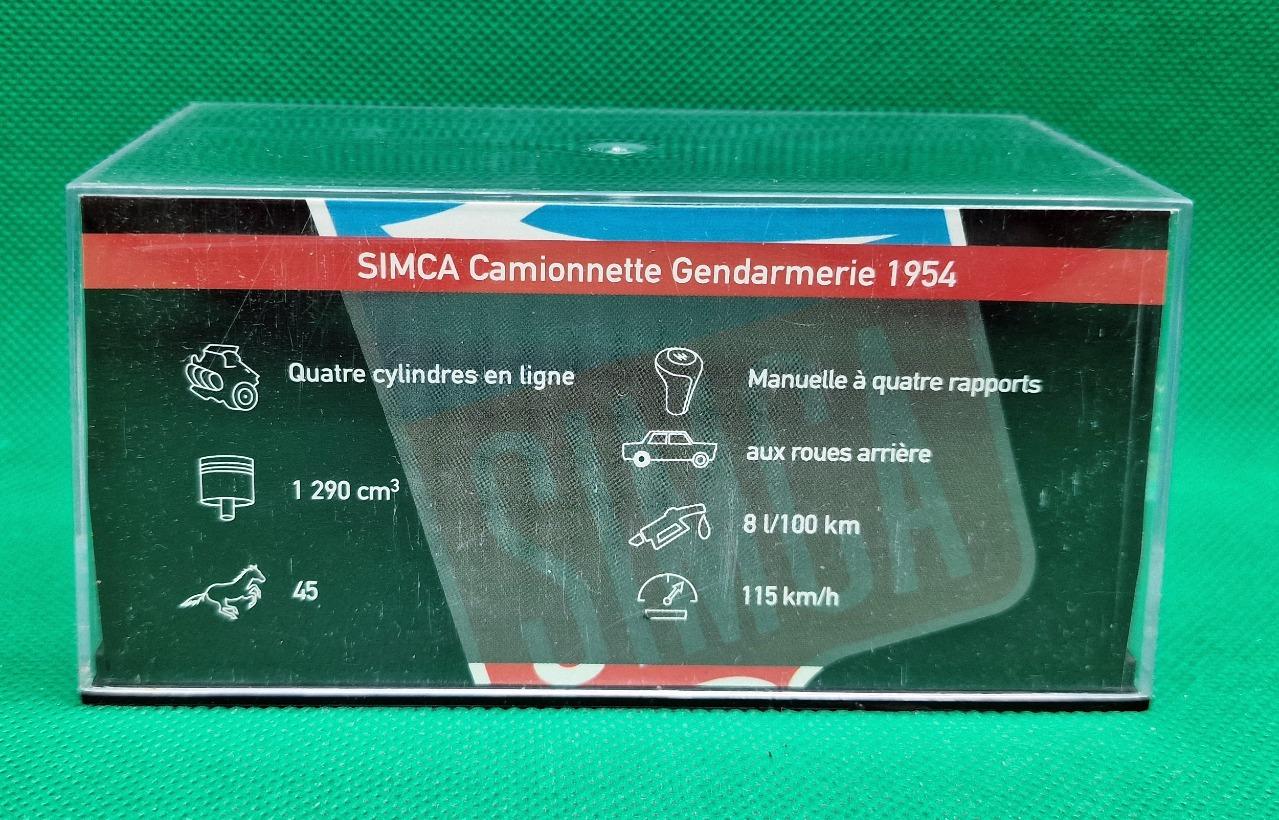 SIMCA Camionnette Gendarmerie 1954
Quatre cylindres en ligne
Manuelle à quatre rapports
aux roues arrière
1 290 cm³
8 l/100 km
45
115 km/h
SIMCA